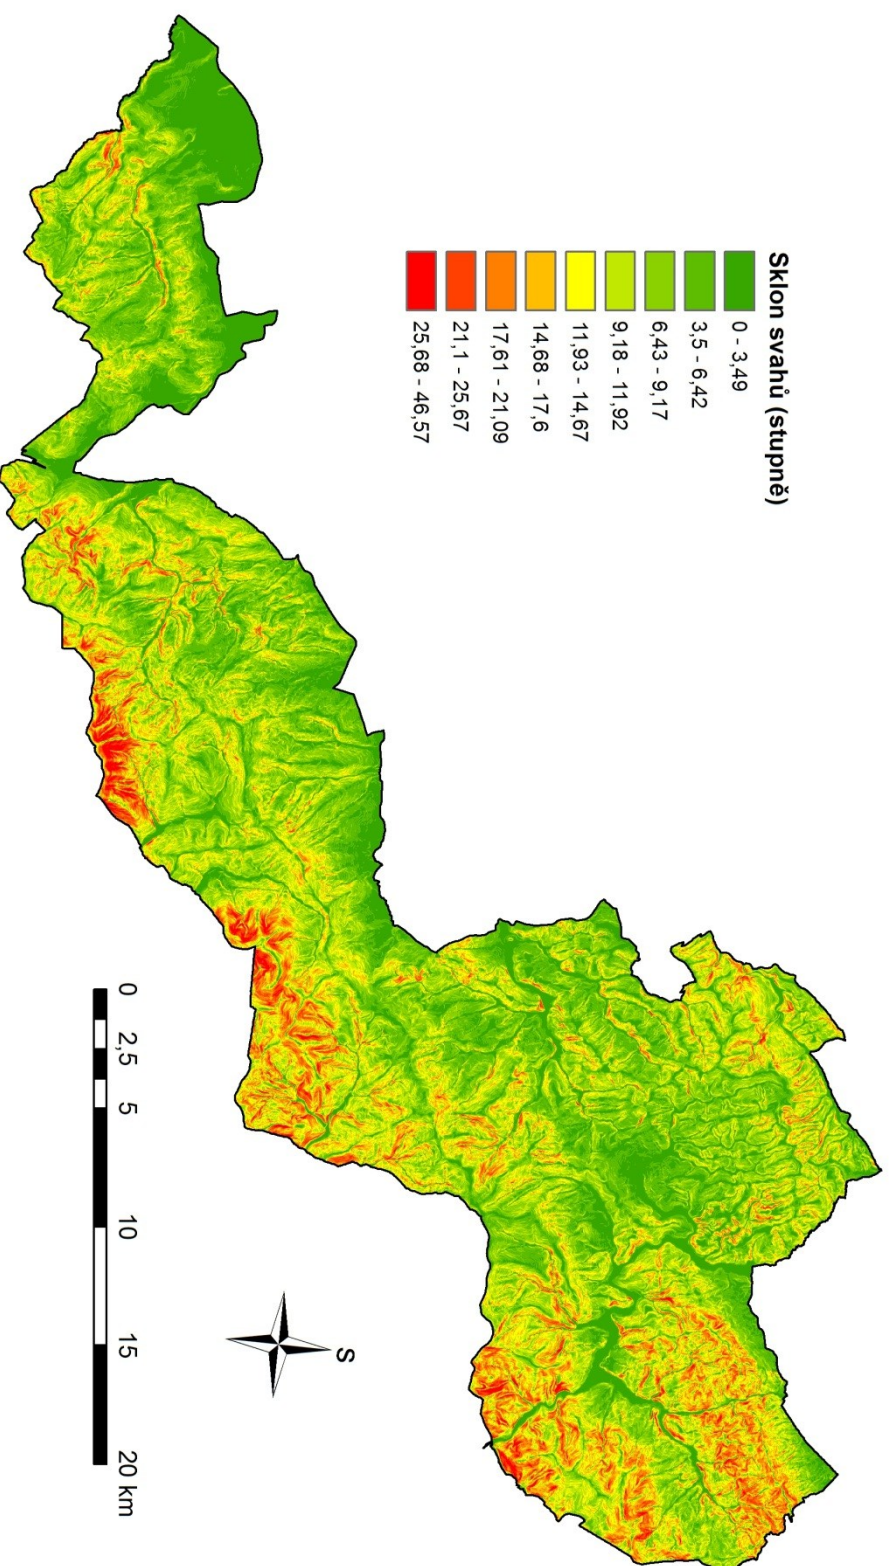 Sklon svahů (stupně)
0 - 3,49
3,5 - 6,42
6,43 - 9,17
9,18 - 11,92
11,93 - 14,67
14,68 - 17,6
17,61 - 21,09
21,1 - 25,67
25,68 - 46,57
S
0 2,5 5 10 15 20 km